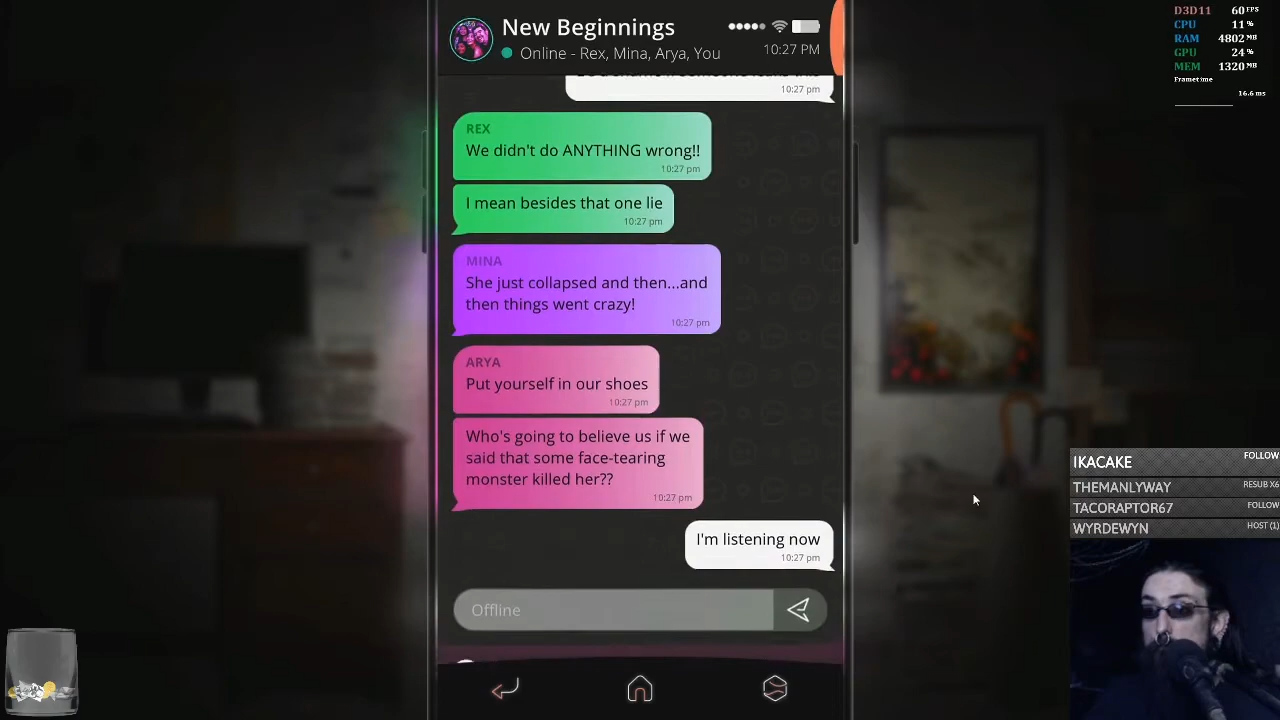 New Beginnings
Online - Rex, Mina, Arya, You
10:27 PM
10:27 pm
REX
We didn't do ANYTHING wrong!!
10:27 pm
I mean besides that one lie
10:27 pm
MINA
She just collapsed and then...and
then things went crazy!
10:27 pm
ARYA
Put yourself in our shoes
10:27 pm
Who's going to believe us if we
said that some face-tearing
monster killed her??
10:27 pm
I'm listening now
10:27 pm
Offline
D3D11 60 FPS
CPU 11 %
RAM 4802 MB
GPU 24 %
MEM 1320 MB
Frametime
16.6 ms
IKACAKE FOLLOW
THEMANLYWAY RESUB X6
TACORAPTOR67 FOLLOW
WYRDEWYN HOST (1)